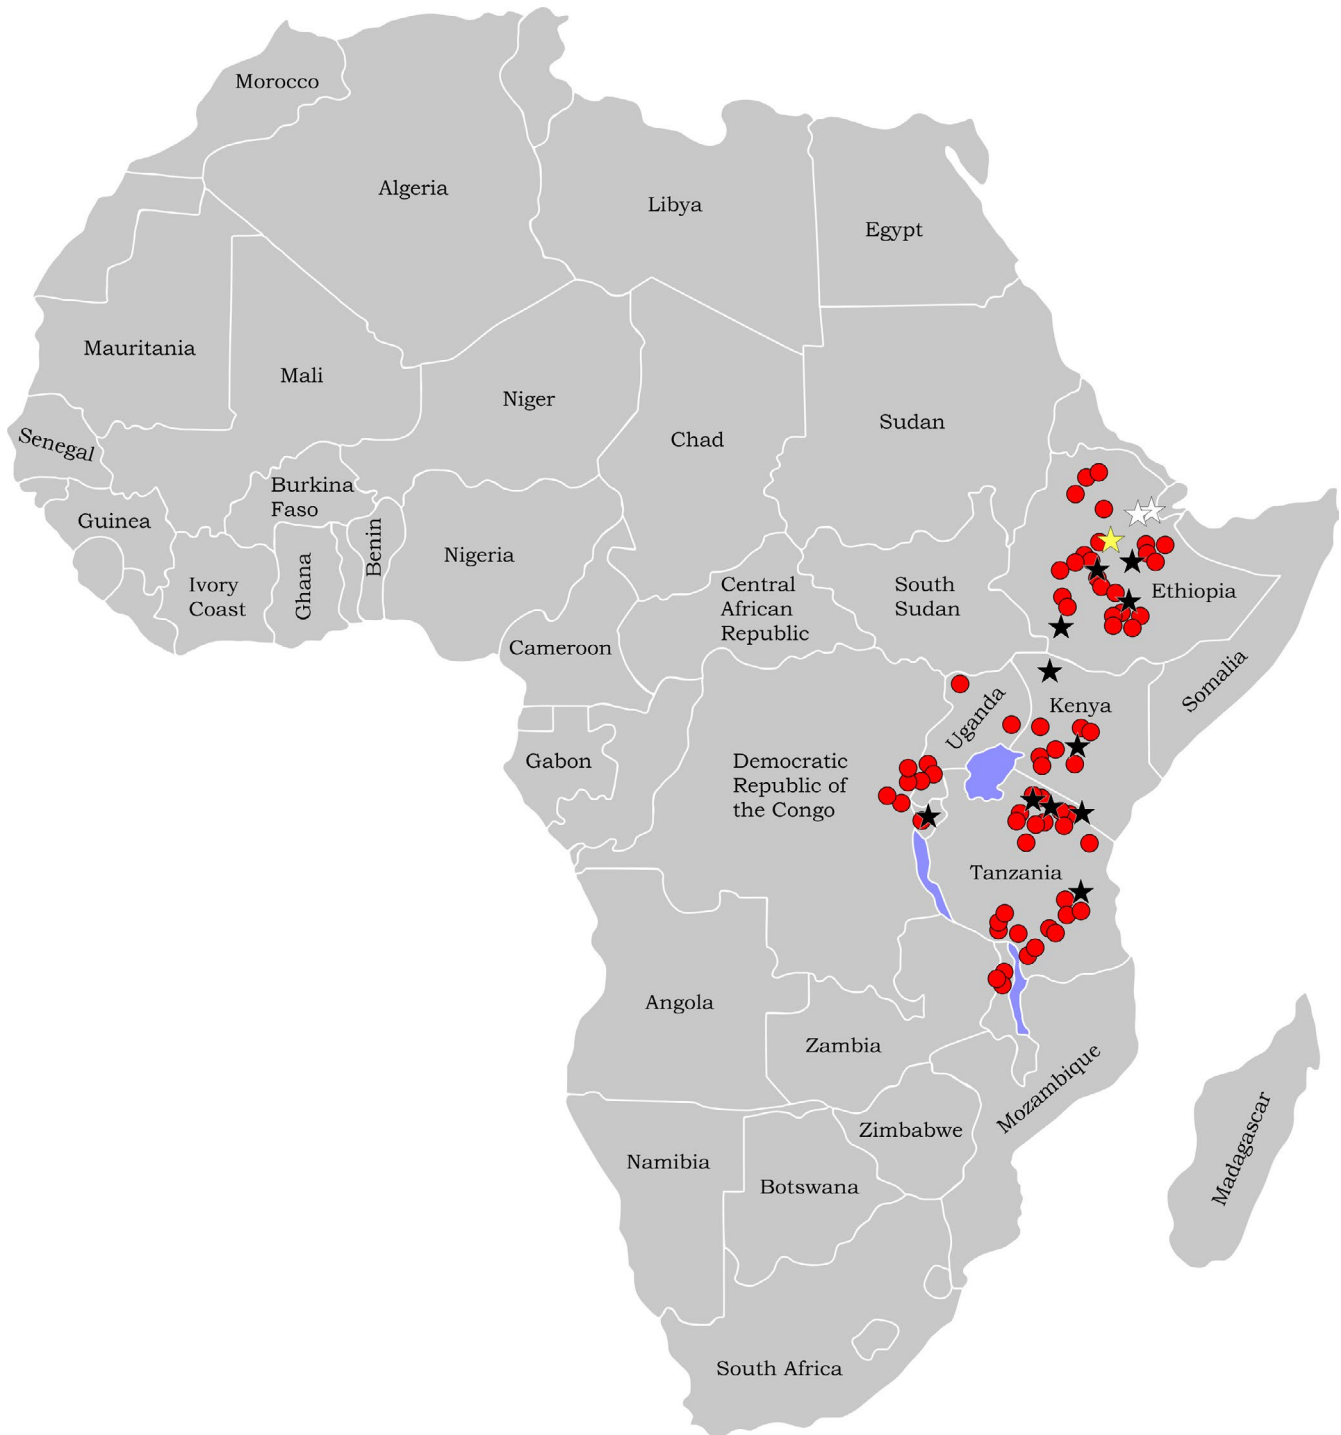 Morocco
Algeria
Libya
Egypt
Mauritania
Mali
Niger
Chad
Sudan
Senegal
Burkina
Faso
Guinea
Benin
Nigeria
Ivory
Coast
Ghana
Central
African
Republic
South
Sudan
Ethiopia
Cameroon
Somalia
Uganda
Kenya
Gabon
Democratic
Republic of
the Congo
Tanzania
Angola
Zambia
Mozambique
Zimbabwe
Madagascar
Namibia
Botswana
South Africa